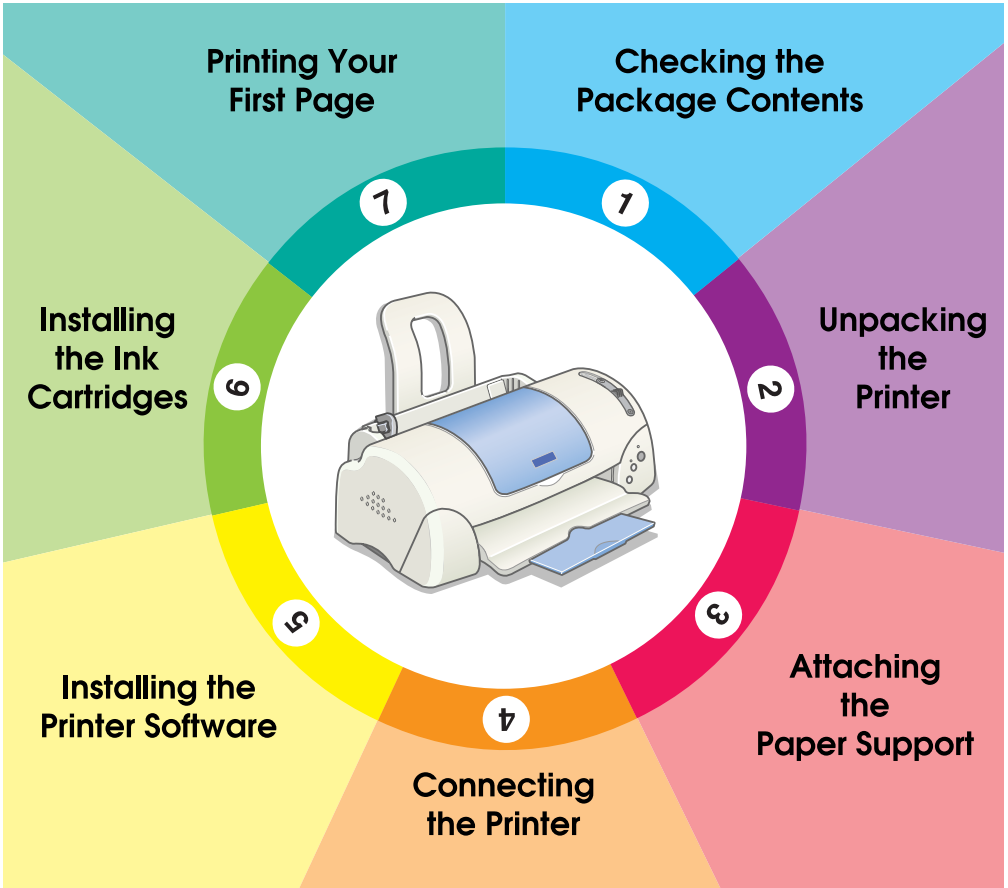 1
Checking the
Package Contents
2
Unpacking
the
Printer
3
Attaching
the
Paper Support
4
Connecting
the Printer
5
Installing the
Printer Software
6
Installing
the Ink
Cartridges
7
Printing Your
First Page